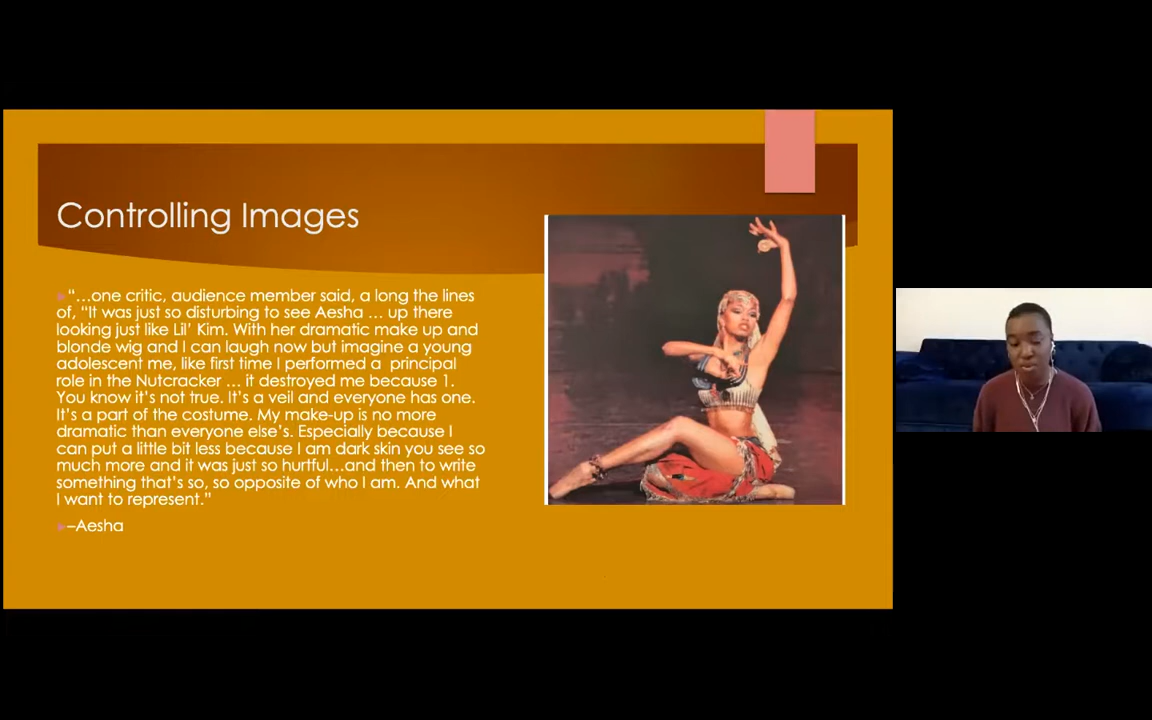 Controlling Images
“…one critic, audience member said, a long the lines
of, “It was just so disturbing to see Aesha … up there
looking just like Lil’ Kim. With her dramatic make up and
blonde wig and I can laugh now but imagine a young
adolescent me, like first time I performed a  principal
role in the Nutcracker … it destroyed me because 1.
You know it’s not true. It’s a veil and everyone has one.
It’s a part of the costume. My make-up is no more
dramatic than everyone else’s. Especially because I
can put a little bit less because I am dark skin you see so
much more and it was just so hurtful…and then to write
something that’s so, so opposite of who I am. And what
I want to represent.”
–Aesha